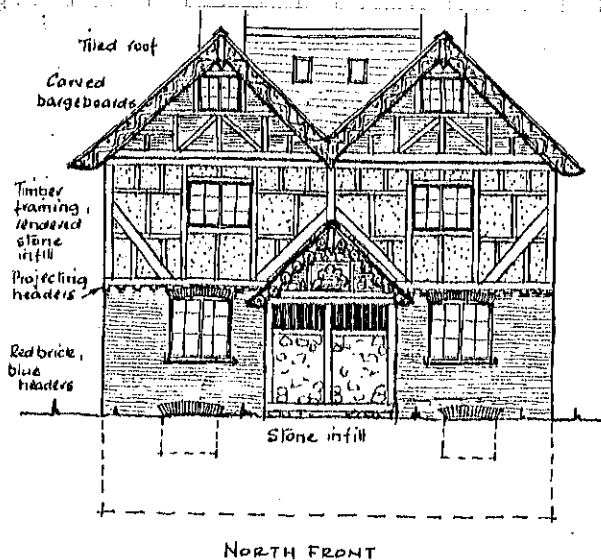 Tiled roof
Carved
bargeboards
Timber
framing,
rendered
stone
infill
Projecting
headers
Red brick,
blue
headers
Stone infill
NORTH FRONT